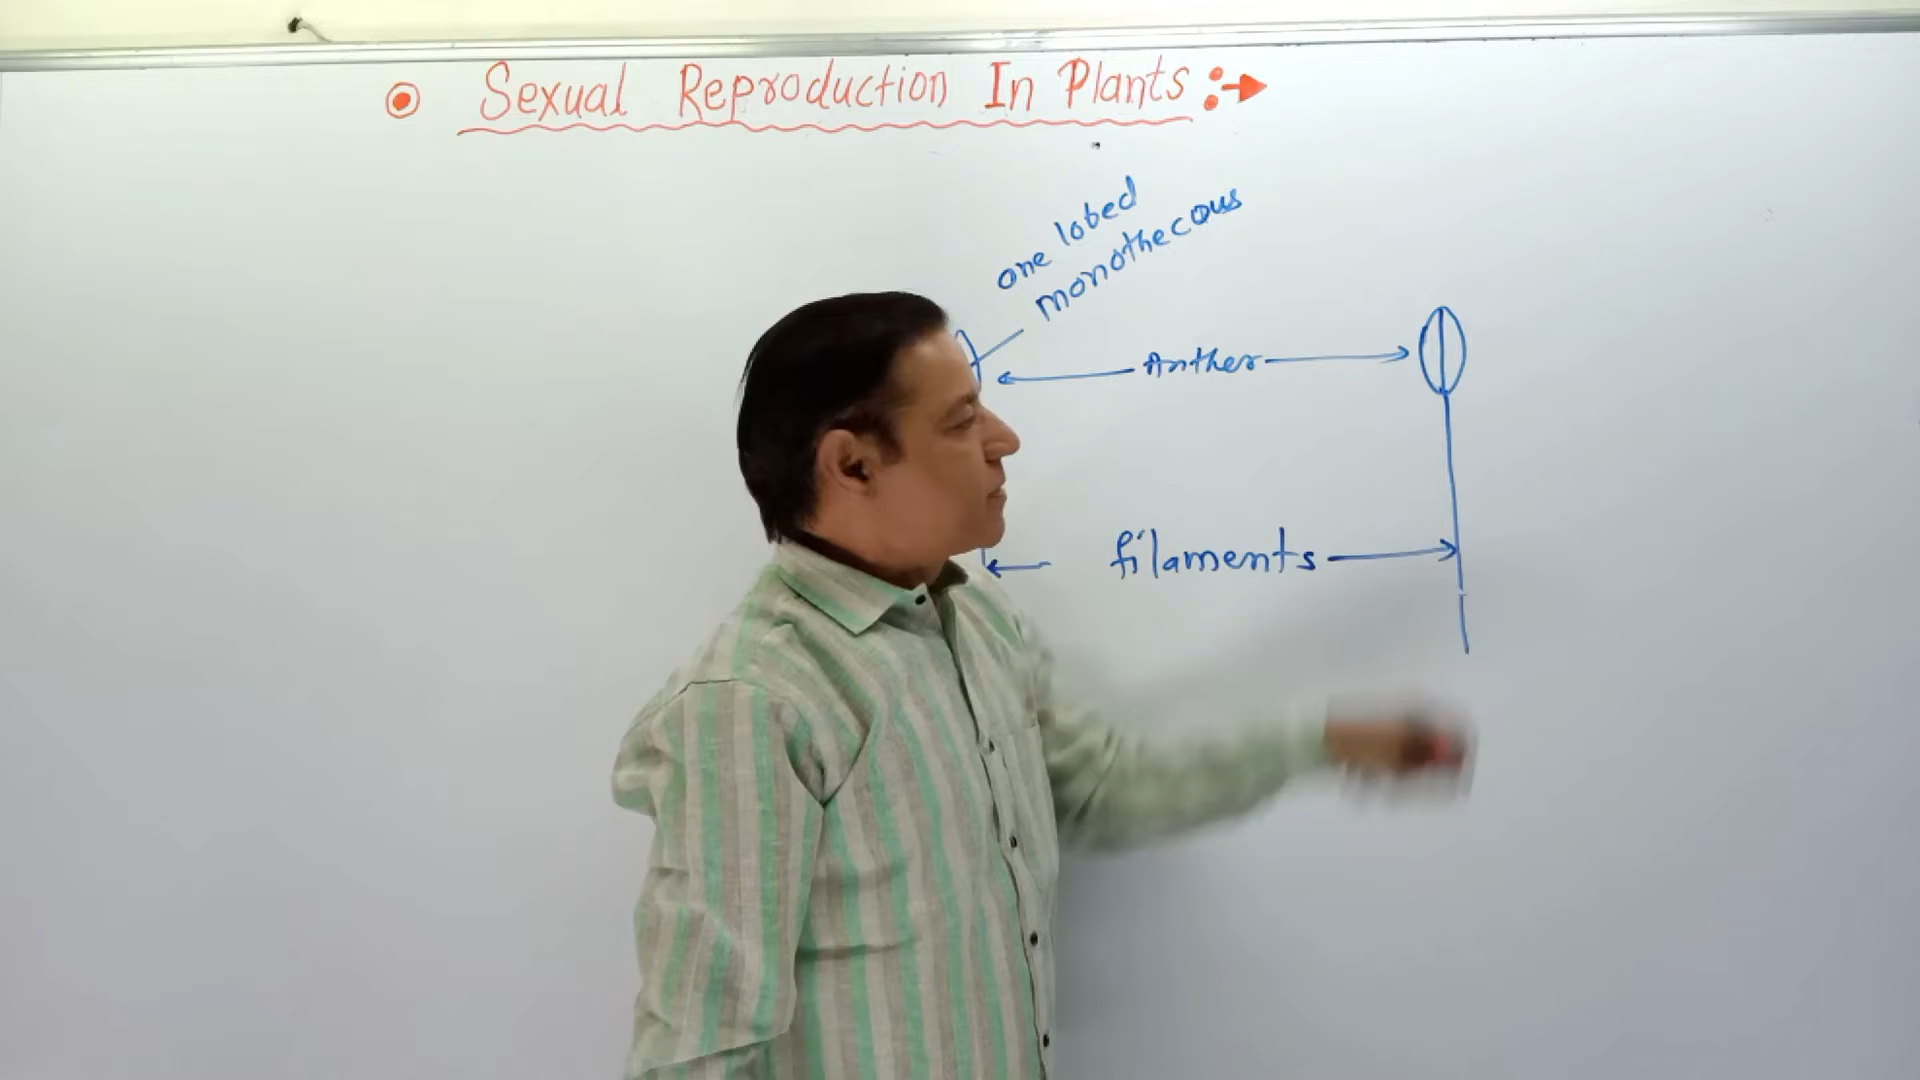 Sexual Reproduction In Plants :→
one lobed
monothecous
Anther
filaments